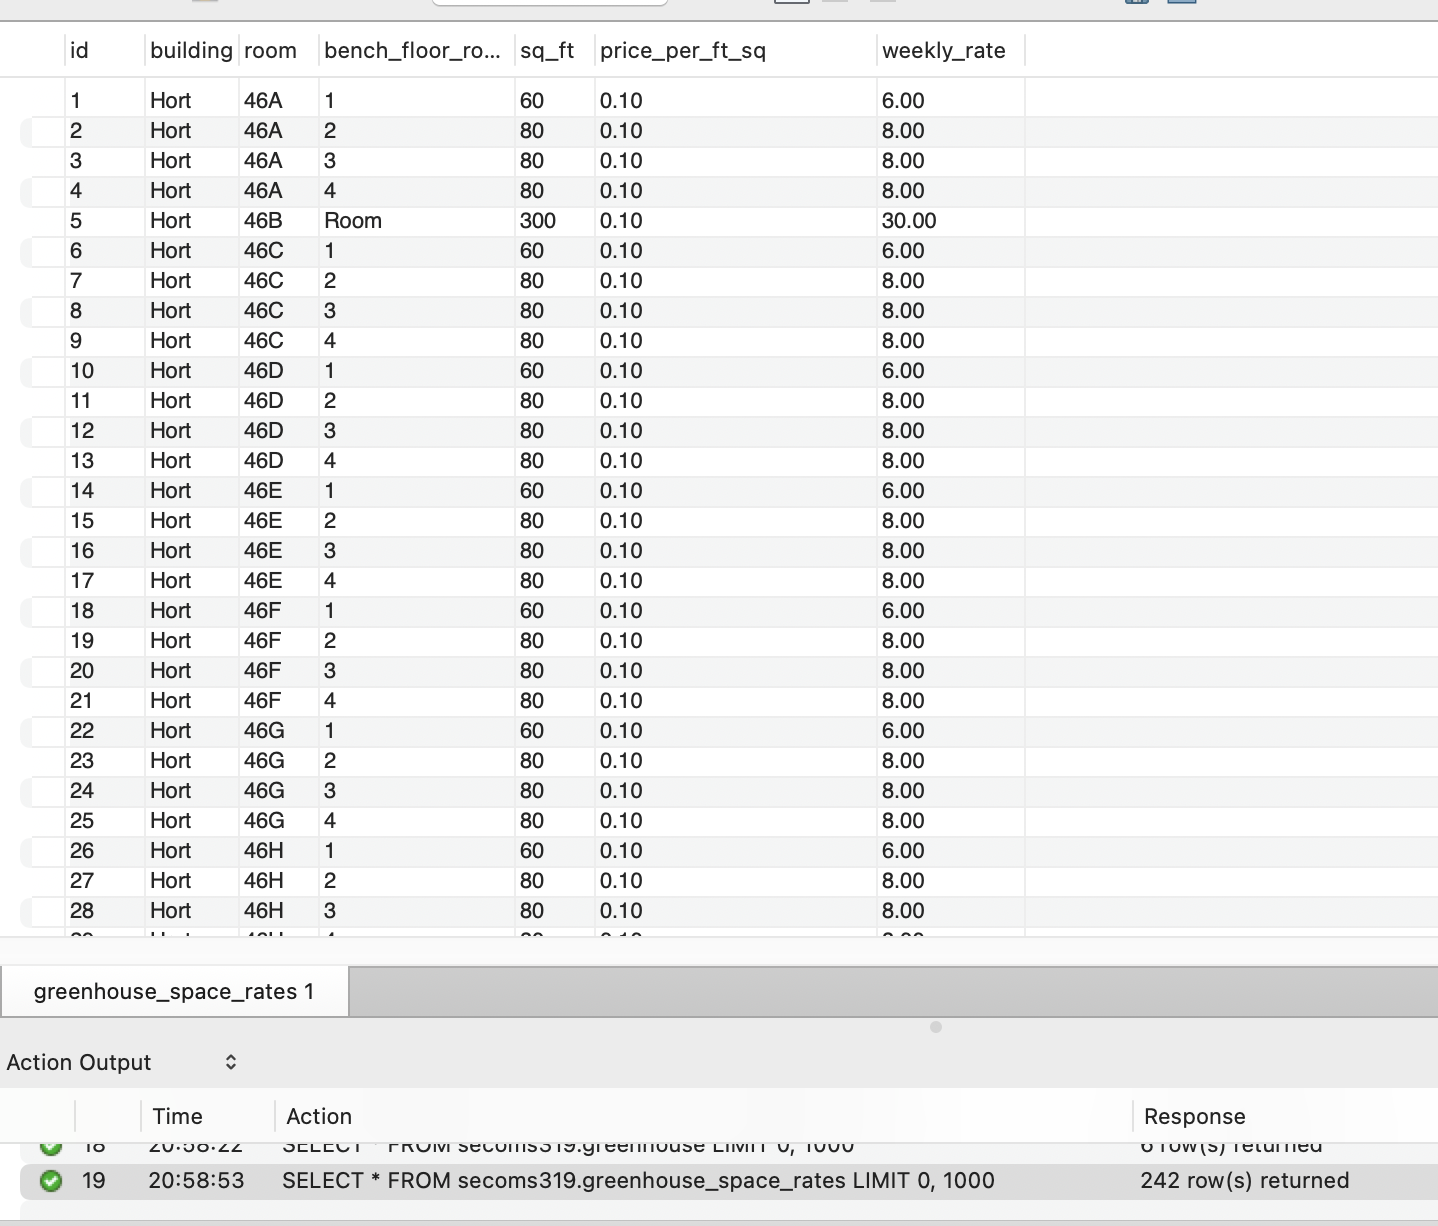 id building room bench_floor_ro... sq_ft price_per_ft_sq weekly_rate
1 Hort 46A 1 60 0.10 6.00
2 Hort 46A 2 80 0.10 8.00
3 Hort 46A 3 80 0.10 8.00
4 Hort 46A 4 80 0.10 8.00
5 Hort 46B Room 300 0.10 30.00
6 Hort 46C 1 60 0.10 6.00
7 Hort 46C 2 80 0.10 8.00
8 Hort 46C 3 80 0.10 8.00
9 Hort 46C 4 80 0.10 8.00
10 Hort 46D 1 60 0.10 6.00
11 Hort 46D 2 80 0.10 8.00
12 Hort 46D 3 80 0.10 8.00
13 Hort 46D 4 80 0.10 8.00
14 Hort 46E 1 60 0.10 6.00
15 Hort 46E 2 80 0.10 8.00
16 Hort 46E 3 80 0.10 8.00
17 Hort 46E 4 80 0.10 8.00
18 Hort 46F 1 60 0.10 6.00
19 Hort 46F 2 80 0.10 8.00
20 Hort 46F 3 80 0.10 8.00
21 Hort 46F 4 80 0.10 8.00
22 Hort 46G 1 60 0.10 6.00
23 Hort 46G 2 80 0.10 8.00
24 Hort 46G 3 80 0.10 8.00
25 Hort 46G 4 80 0.10 8.00
26 Hort 46H 1 60 0.10 6.00
27 Hort 46H 2 80 0.10 8.00
28 Hort 46H 3 80 0.10 8.00
greenhouse_space_rates 1
Action Output
Time Action Response
18 20:58:22 SELECT * FROM secoms319.greenhouse LIMIT 0, 1000 6 row(s) returned
19 20:58:53 SELECT * FROM secoms319.greenhouse_space_rates LIMIT 0, 1000 242 row(s) returned